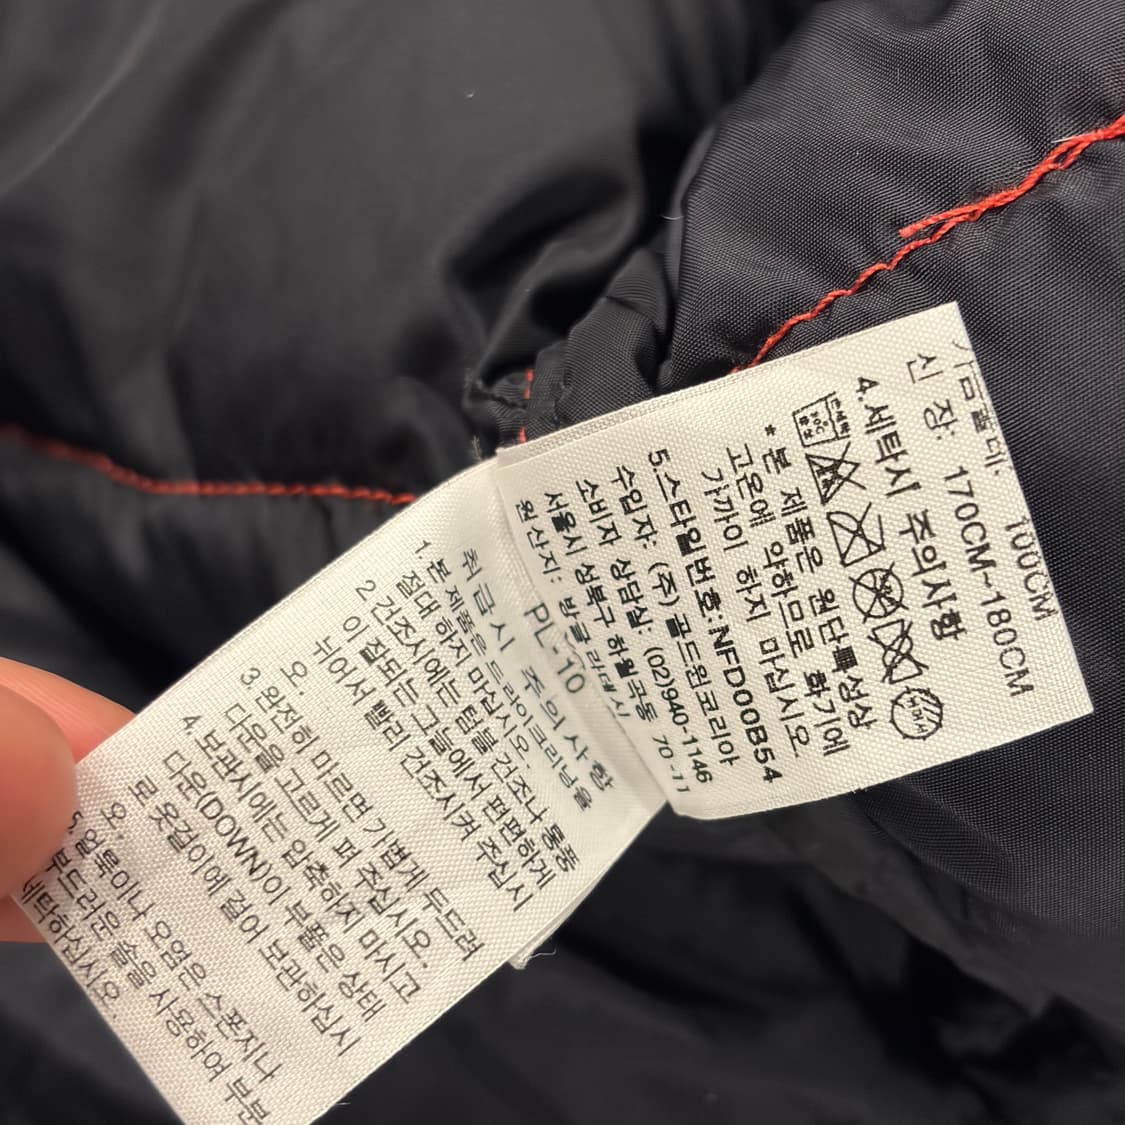 가슴둘레: 100CM
신 장: 170CM~180CM
4.세탁시 주의사항
* 본 제품은 원단특성상
고온에 약하므로 화기에
가까이 하지 마십시오
5.스타일번호:NFD00B54
수입자: (주)골드윈코리아
소비자 상담실: (02)940-1146
서울시 성북구 하월곡동 70-11
원산지: 방글라데시
PL-10
취급시 주의사항
1.본 제품은 드라이크리닝을
절대 하지 마십시오.
2 건조시에는 텀블 건조나 통풍
이 잘되는 그늘에서 편편하게
뉘어서 빨리 건조시켜 주십시
오.
3.완전히 마르면 가볍게 두드려
다운을 고르게 펴 주십시오.
4.보관시에는 압축하지 마시고
다운(DOWN)이 부풀은 상태
로 옷걸이에 걸어 보관하십시
오.
5.얼룩이나 오염은 스폰지나
부드러운 솔을 사용하여 부분
세탁하십시오.